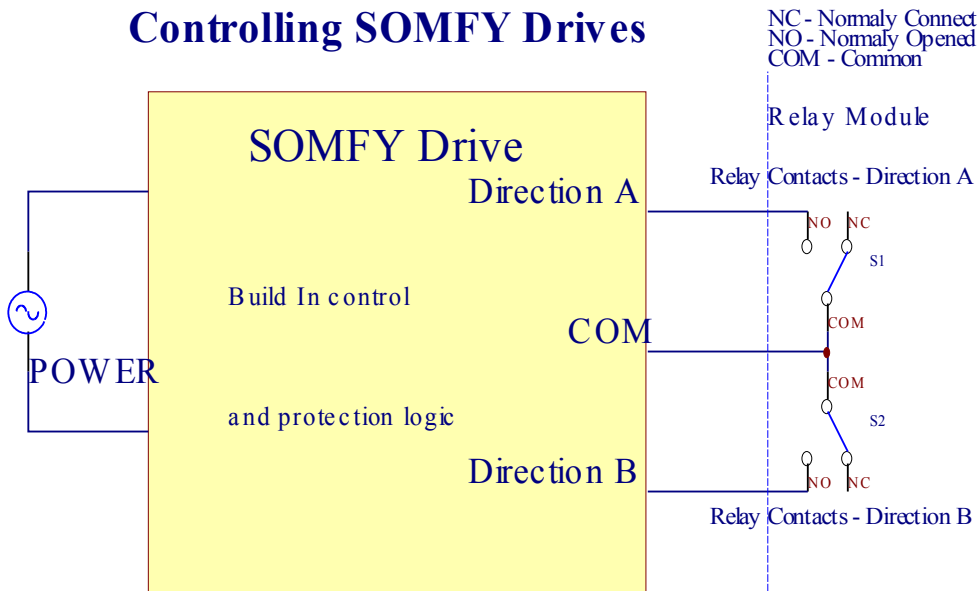 Controlling SOMFY Drives
NC - Normaly Connect
NO - Normaly Opened
COM - Common
Relay Module
SOMFY Drive
Direction A
Relay Contacts - Direction A
NO
NC
S1
Build In control
COM
COM
POWER
COM
and protection logic
S2
Direction B
NO
NC
Relay Contacts - Direction B